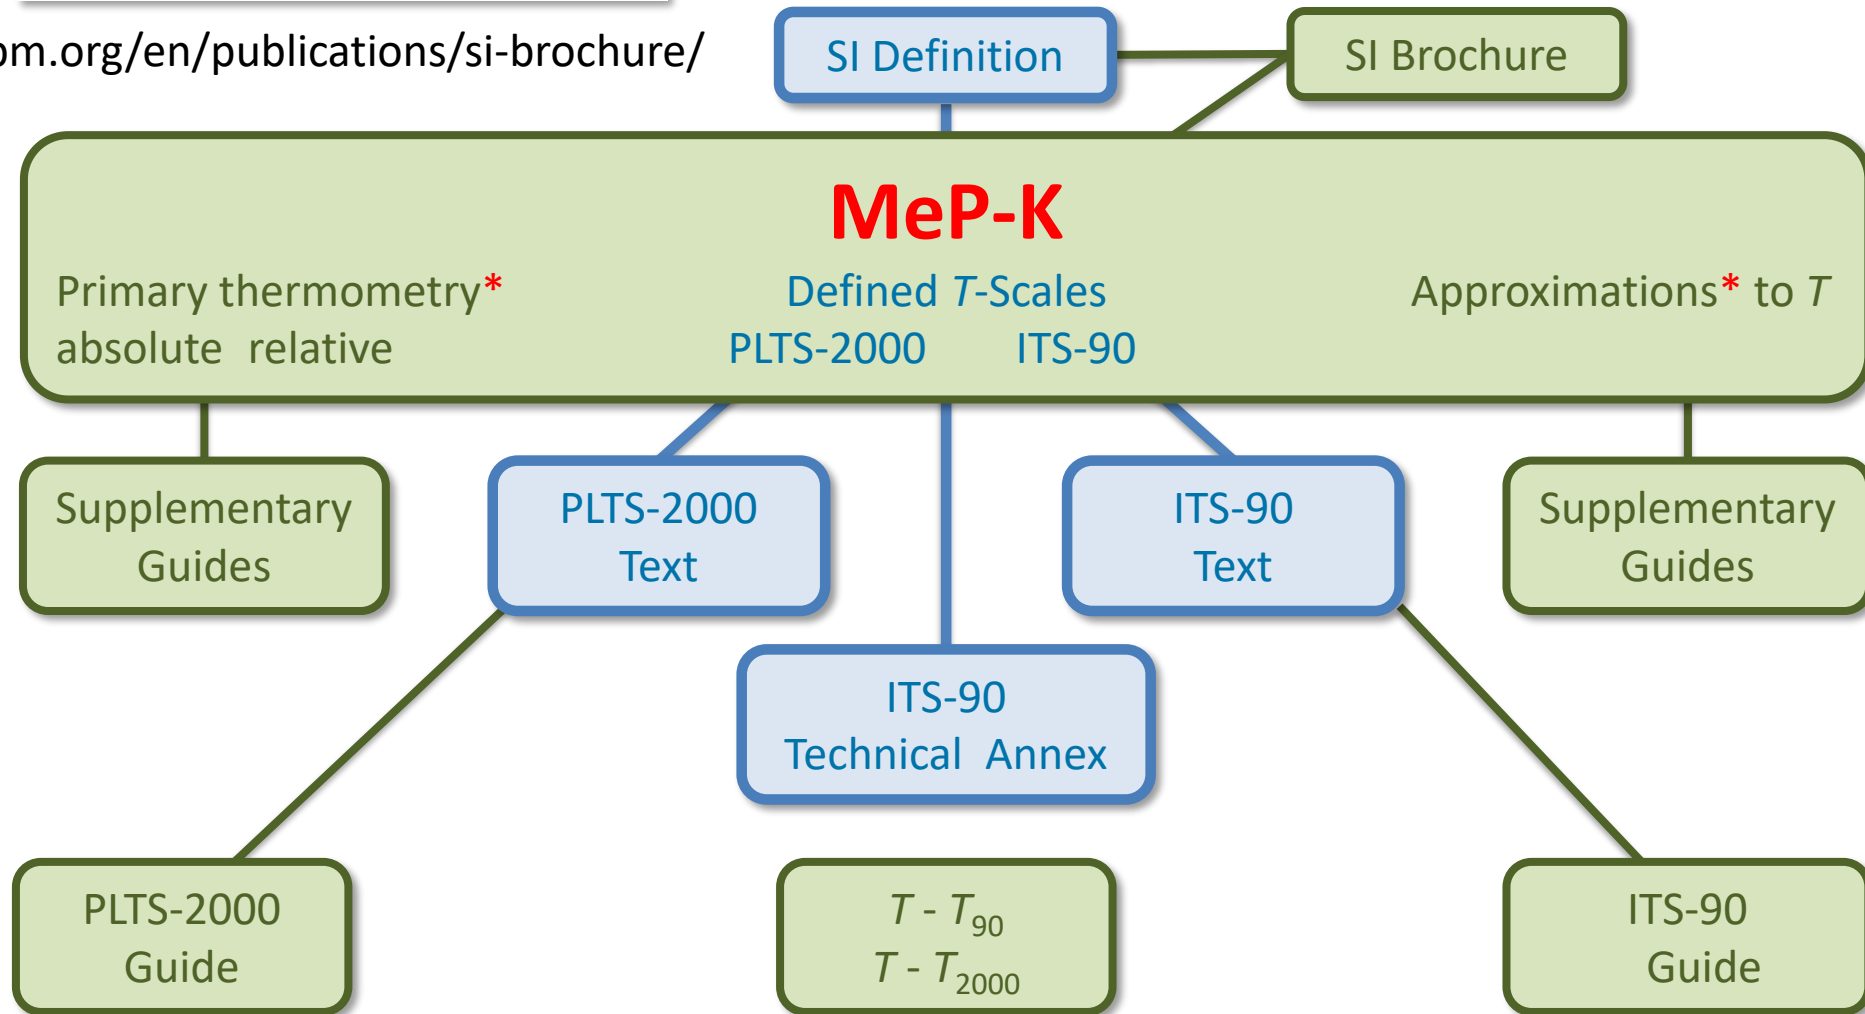 pm.org/en/publications/si-brochure/
SI Definition
SI Brochure
MeP-K
Primary thermometry*
absolute relative
Defined T-Scales
PLTS-2000 ITS-90
Approximations* to T
Supplementary
Guides
PLTS-2000
Text
ITS-90
Text
Supplementary
Guides
ITS-90
Technical Annex
PLTS-2000
Guide
T - T90
T - T2000
ITS-90
Guide